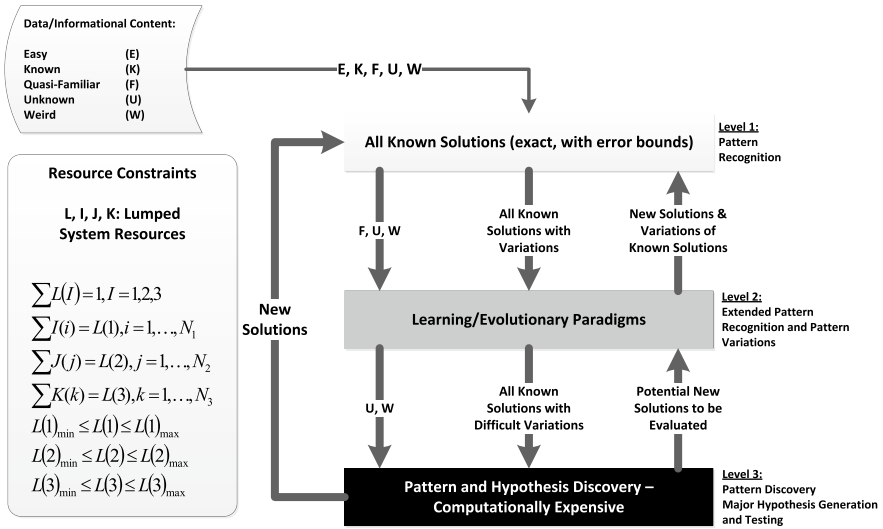 Data/Informational Content:
Easy (E)
Known (K)
Quasi-Familiar (F)
Unknown (U)
Weird (W)
E, K, F, U, W
All Known Solutions (exact, with error bounds)
Level 1:
Pattern
Recognition
Resource Constraints
L, I, J, K: Lumped
System Resources
∑L(I)=1, I=1,2,3
∑I(i)=L(1), i=1,…,N₁
∑J(j)=L(2), j=1,…,N₂
∑K(k)=L(3), k=1,…,N₃
L(1)min ≤ L(1) ≤ L(1)max
L(2)min ≤ L(2) ≤ L(2)max
L(3)min ≤ L(3) ≤ L(3)max
New
Solutions
F, U, W
All Known
Solutions with
Variations
New Solutions &
Variations of
Known Solutions
Learning/Evolutionary Paradigms
Level 2:
Extended Pattern
Recognition and Pattern
Variations
U, W
All Known
Solutions with
Difficult Variations
Potential New
Solutions to be
Evaluated
Pattern and Hypothesis Discovery –
Computationally Expensive
Level 3:
Pattern Discovery
Major Hypothesis Generation
and Testing